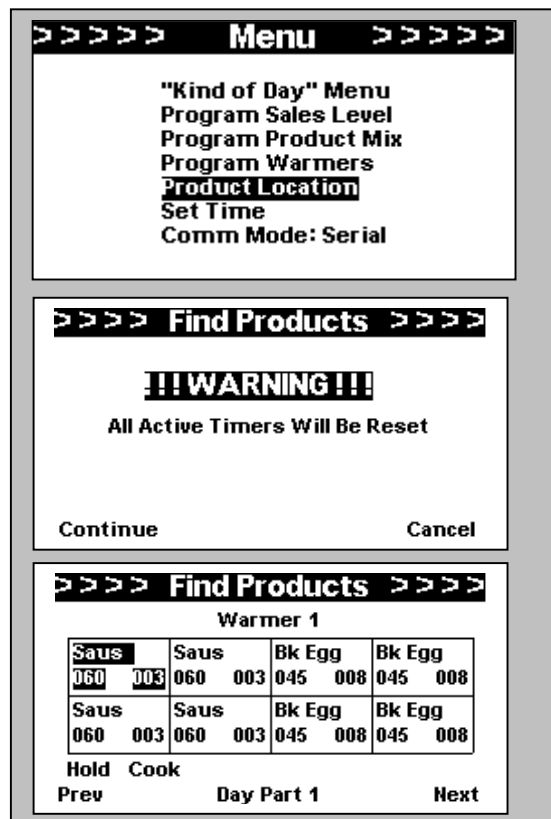 > > > > > Menu > > > > >
"Kind of Day" Menu
Program Sales Level
Program Product Mix
Program Warmers
Product Location
Set Time
Comm Mode: Serial
> > > > Find Products > > > >
!!! WARNING !!!
All Active Timers Will Be Reset
Continue Cancel
> > > > Find Products > > > >
Warmer 1
Saus Saus Bk Egg Bk Egg
060 003 060 003 045 008 045 008
Saus Saus Bk Egg Bk Egg
060 003 060 003 045 008 045 008
Hold Cook
Prev Day Part 1 Next